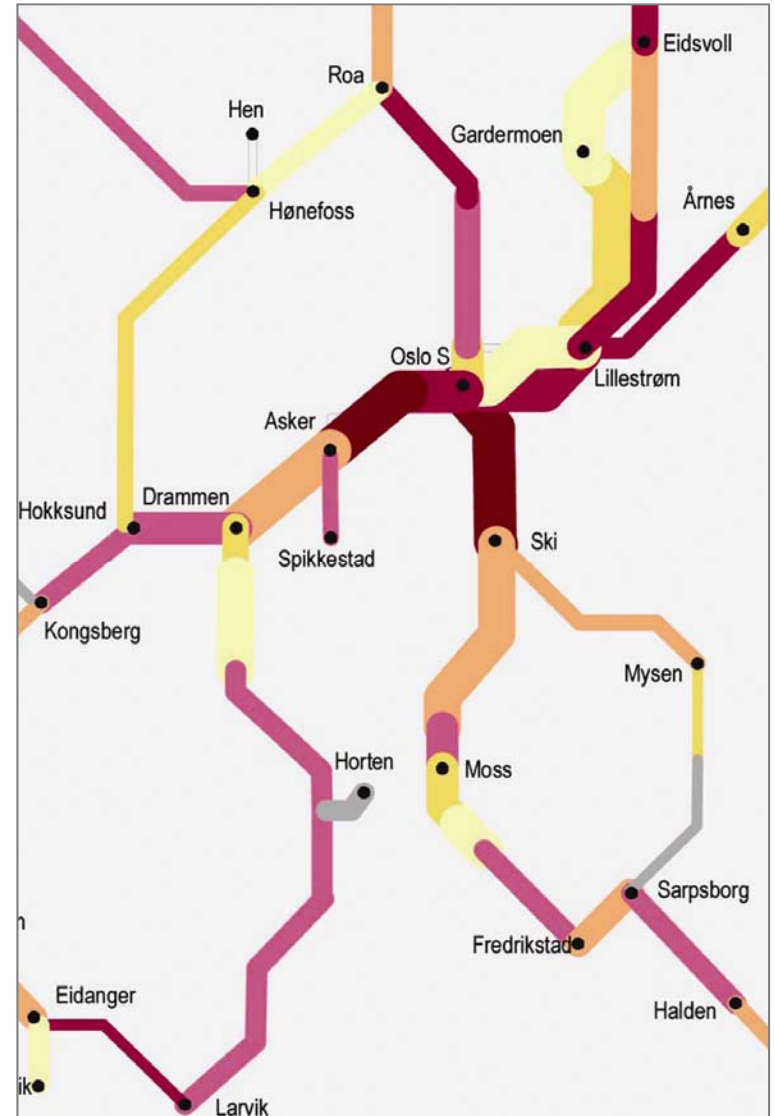 Eidsvoll
Roa
Hen
Gardermoen
Årnes
Hønefoss
Oslo S
Lillestrøm
Asker
Hokksund
Drammen
Ski
Spikkestad
Kongsberg
Mysen
Horten
Moss
Sarpsborg
Fredrikstad
Eidanger
Halden
ik
Larvik